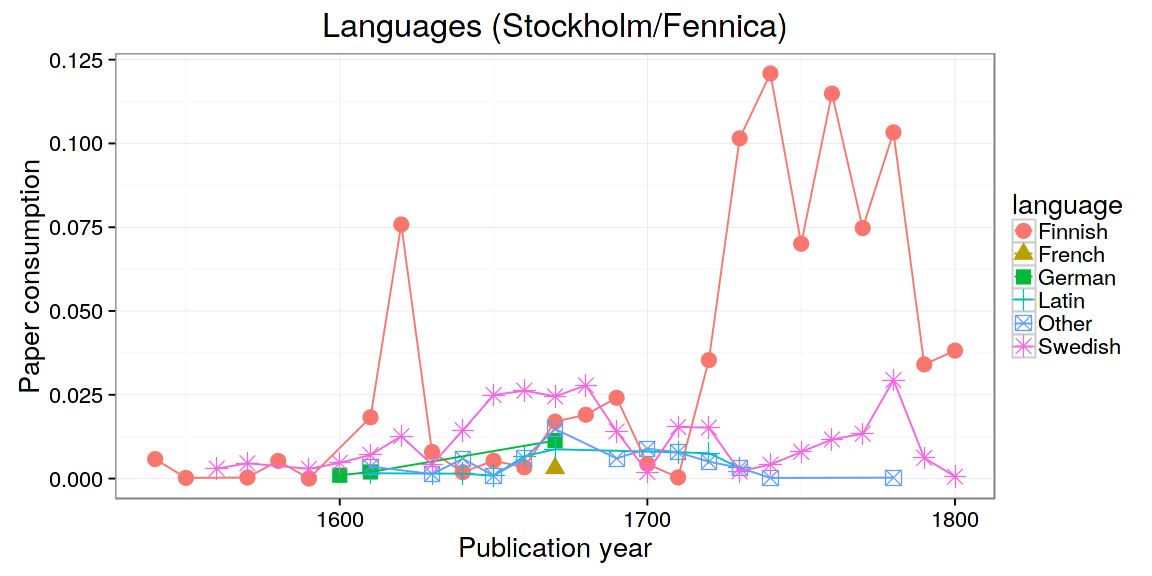 Languages (Stockholm/Fennica)
Paper consumption
0.125
0.100
0.075
0.050
0.025
0.000
1600 1700 1800
Publication year
language
Finnish
French
German
Latin
Other
Swedish